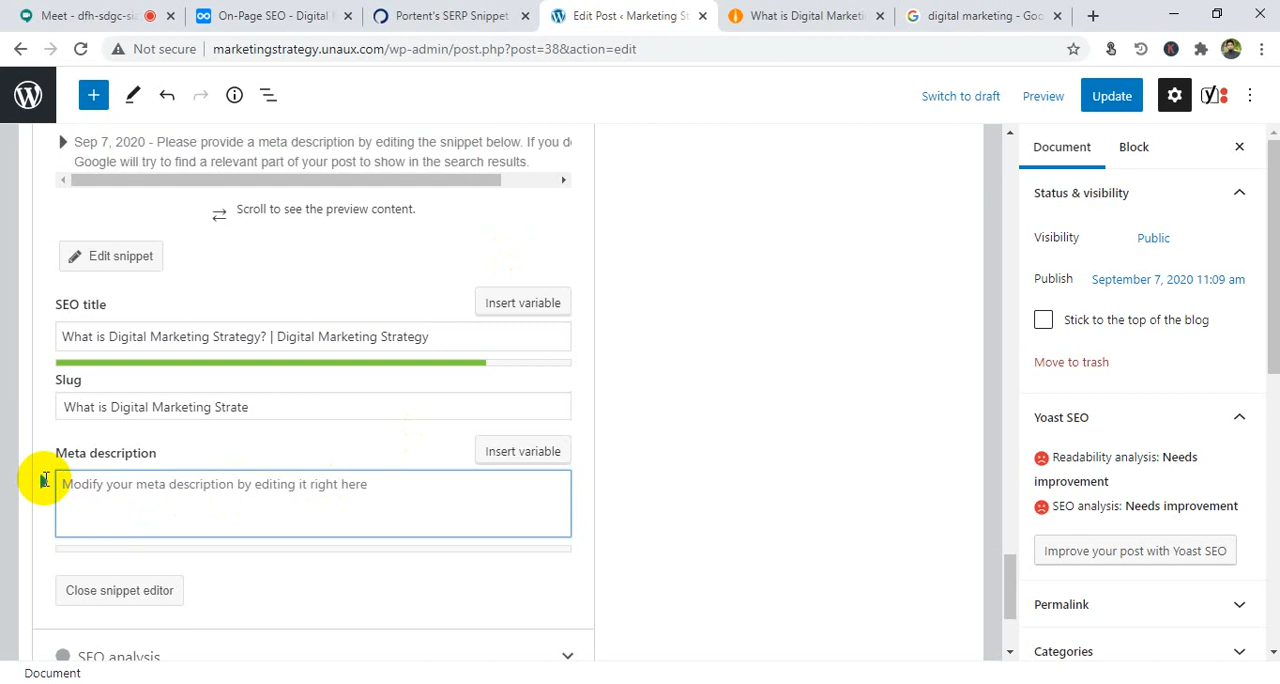 Meet - dfh-sdgc-su
On-Page SEO - Digital M
Portent's SERP Snippet
Edit Post ‹ Marketing St
What is Digital Marketin
digital marketing - Goo
Not secure
marketingstrategy.unaux.com/wp-admin/post.php?post=38&action=edit
Switch to draft
Preview
Update
Sep 7, 2020 - Please provide a meta description by editing the snippet below. If you d
Google will try to find a relevant part of your post to show in the search results.
Scroll to see the preview content.
Edit snippet
SEO title
Insert variable
What is Digital Marketing Strategy? | Digital Marketing Strategy
Slug
What is Digital Marketing Strate
Meta description
Insert variable
Modify your meta description by editing it right here
Close snippet editor
SEO analysis
Document
Document
Block
Status & visibility
Visibility
Public
Publish
September 7, 2020 11:09 am
Stick to the top of the blog
Move to trash
Yoast SEO
Readability analysis: Needs
improvement
SEO analysis: Needs improvement
Improve your post with Yoast SEO
Permalink
Categories